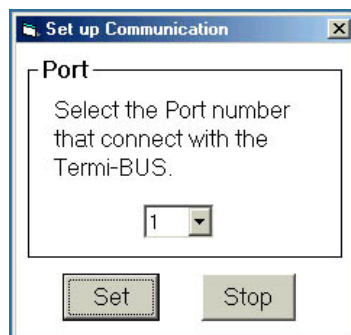 Set up Communication
Port
Select the Port number
that connect with the
Termi-BUS.
1
Set
Stop